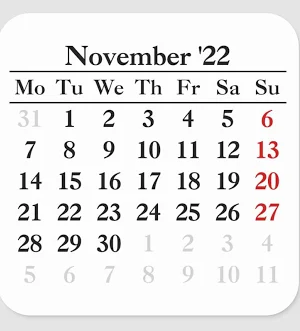 November '22
Mo Tu We Th Fr Sa Su
31 1 2 3 4 5 6
7 8 9 10 11 12 13
14 15 16 17 18 19 20
21 22 23 24 25 26 27
28 29 30 1 2 3 4
5 6 7 8 9 10 11